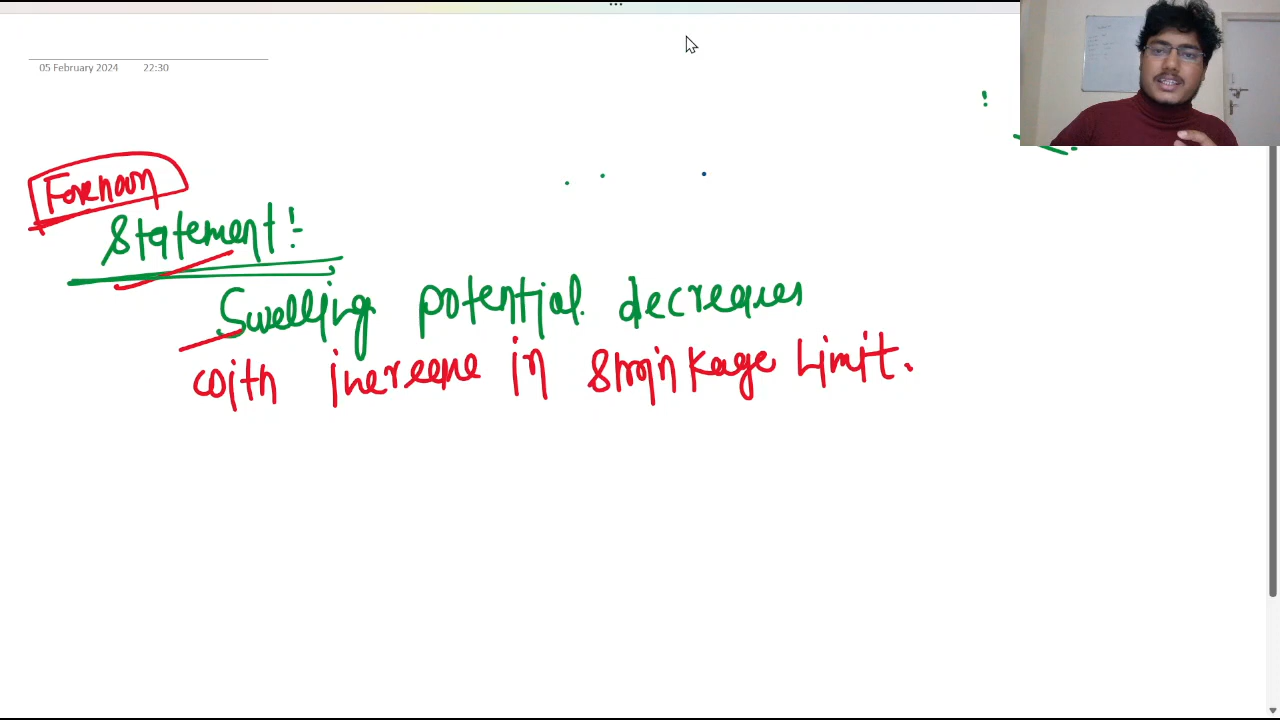 05 February 2024 22:30
Forenoon
Statement:-
Swelling potential decreases
with increase in Shrinkage Limit.